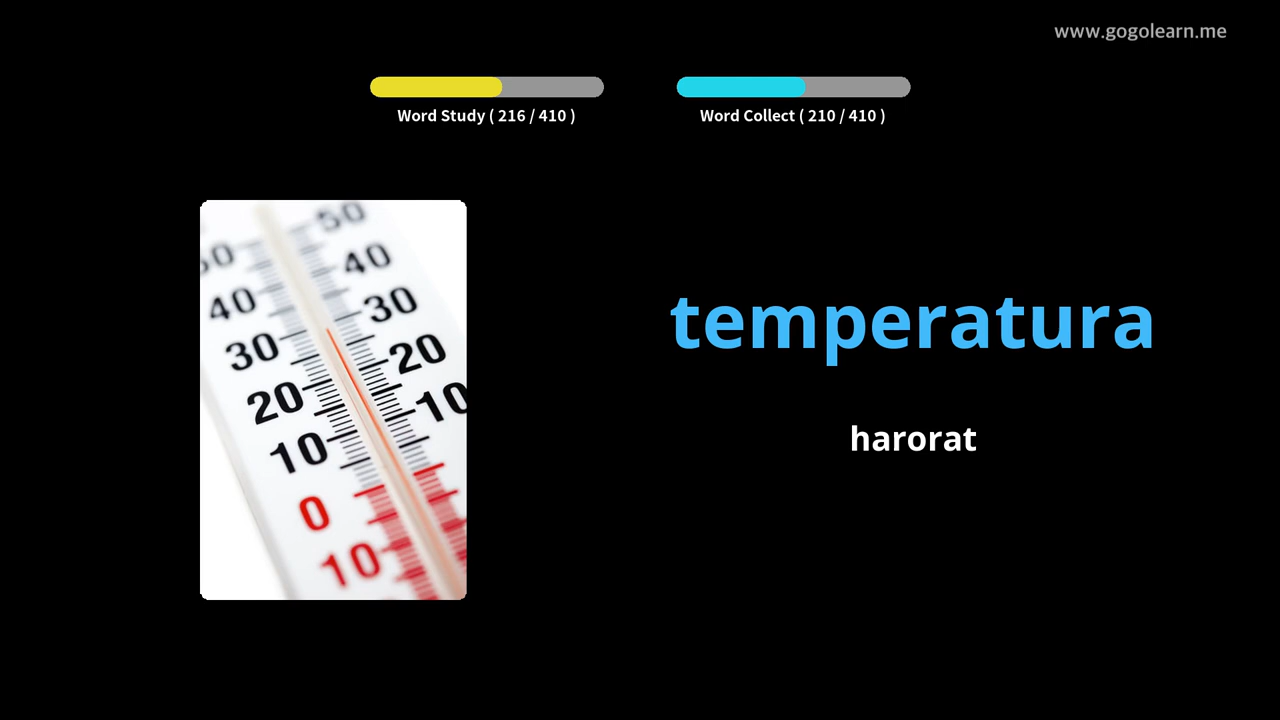 www.gogolearn.me
Word Study ( 216 / 410 )
Word Collect ( 210 / 410 )
50
50
40
40
30
30
20
20
10
10
0
10
temperatura
harorat